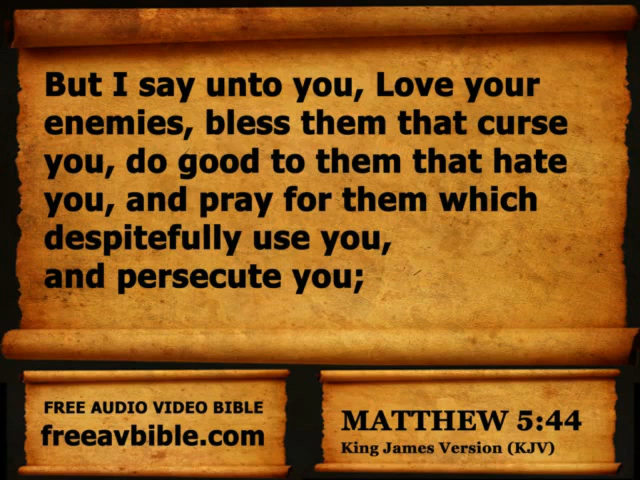 But I say unto you, Love your
enemies, bless them that curse
you, do good to them that hate
you, and pray for them which
despitefully use you,
and persecute you;
FREE AUDIO VIDEO BIBLE
freeavbible.com
MATTHEW 5:44
King James Version (KJV)